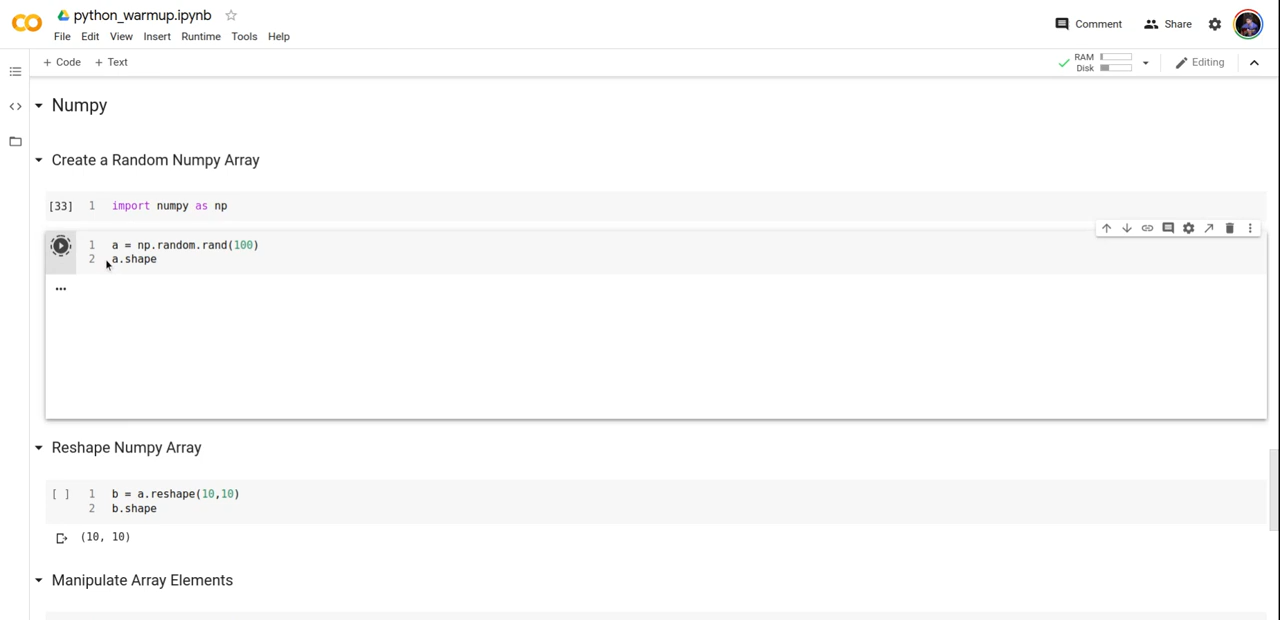 python_warmup.ipynb
Comment
Share
File Edit View Insert Runtime Tools Help
+ Code + Text
RAM
Disk
Editing
Numpy
Create a Random Numpy Array
[33] 1 import numpy as np
1 a = np.random.rand(100)
2 a.shape
...
Reshape Numpy Array
[ ] 1 b = a.reshape(10,10)
2 b.shape
(10, 10)
Manipulate Array Elements